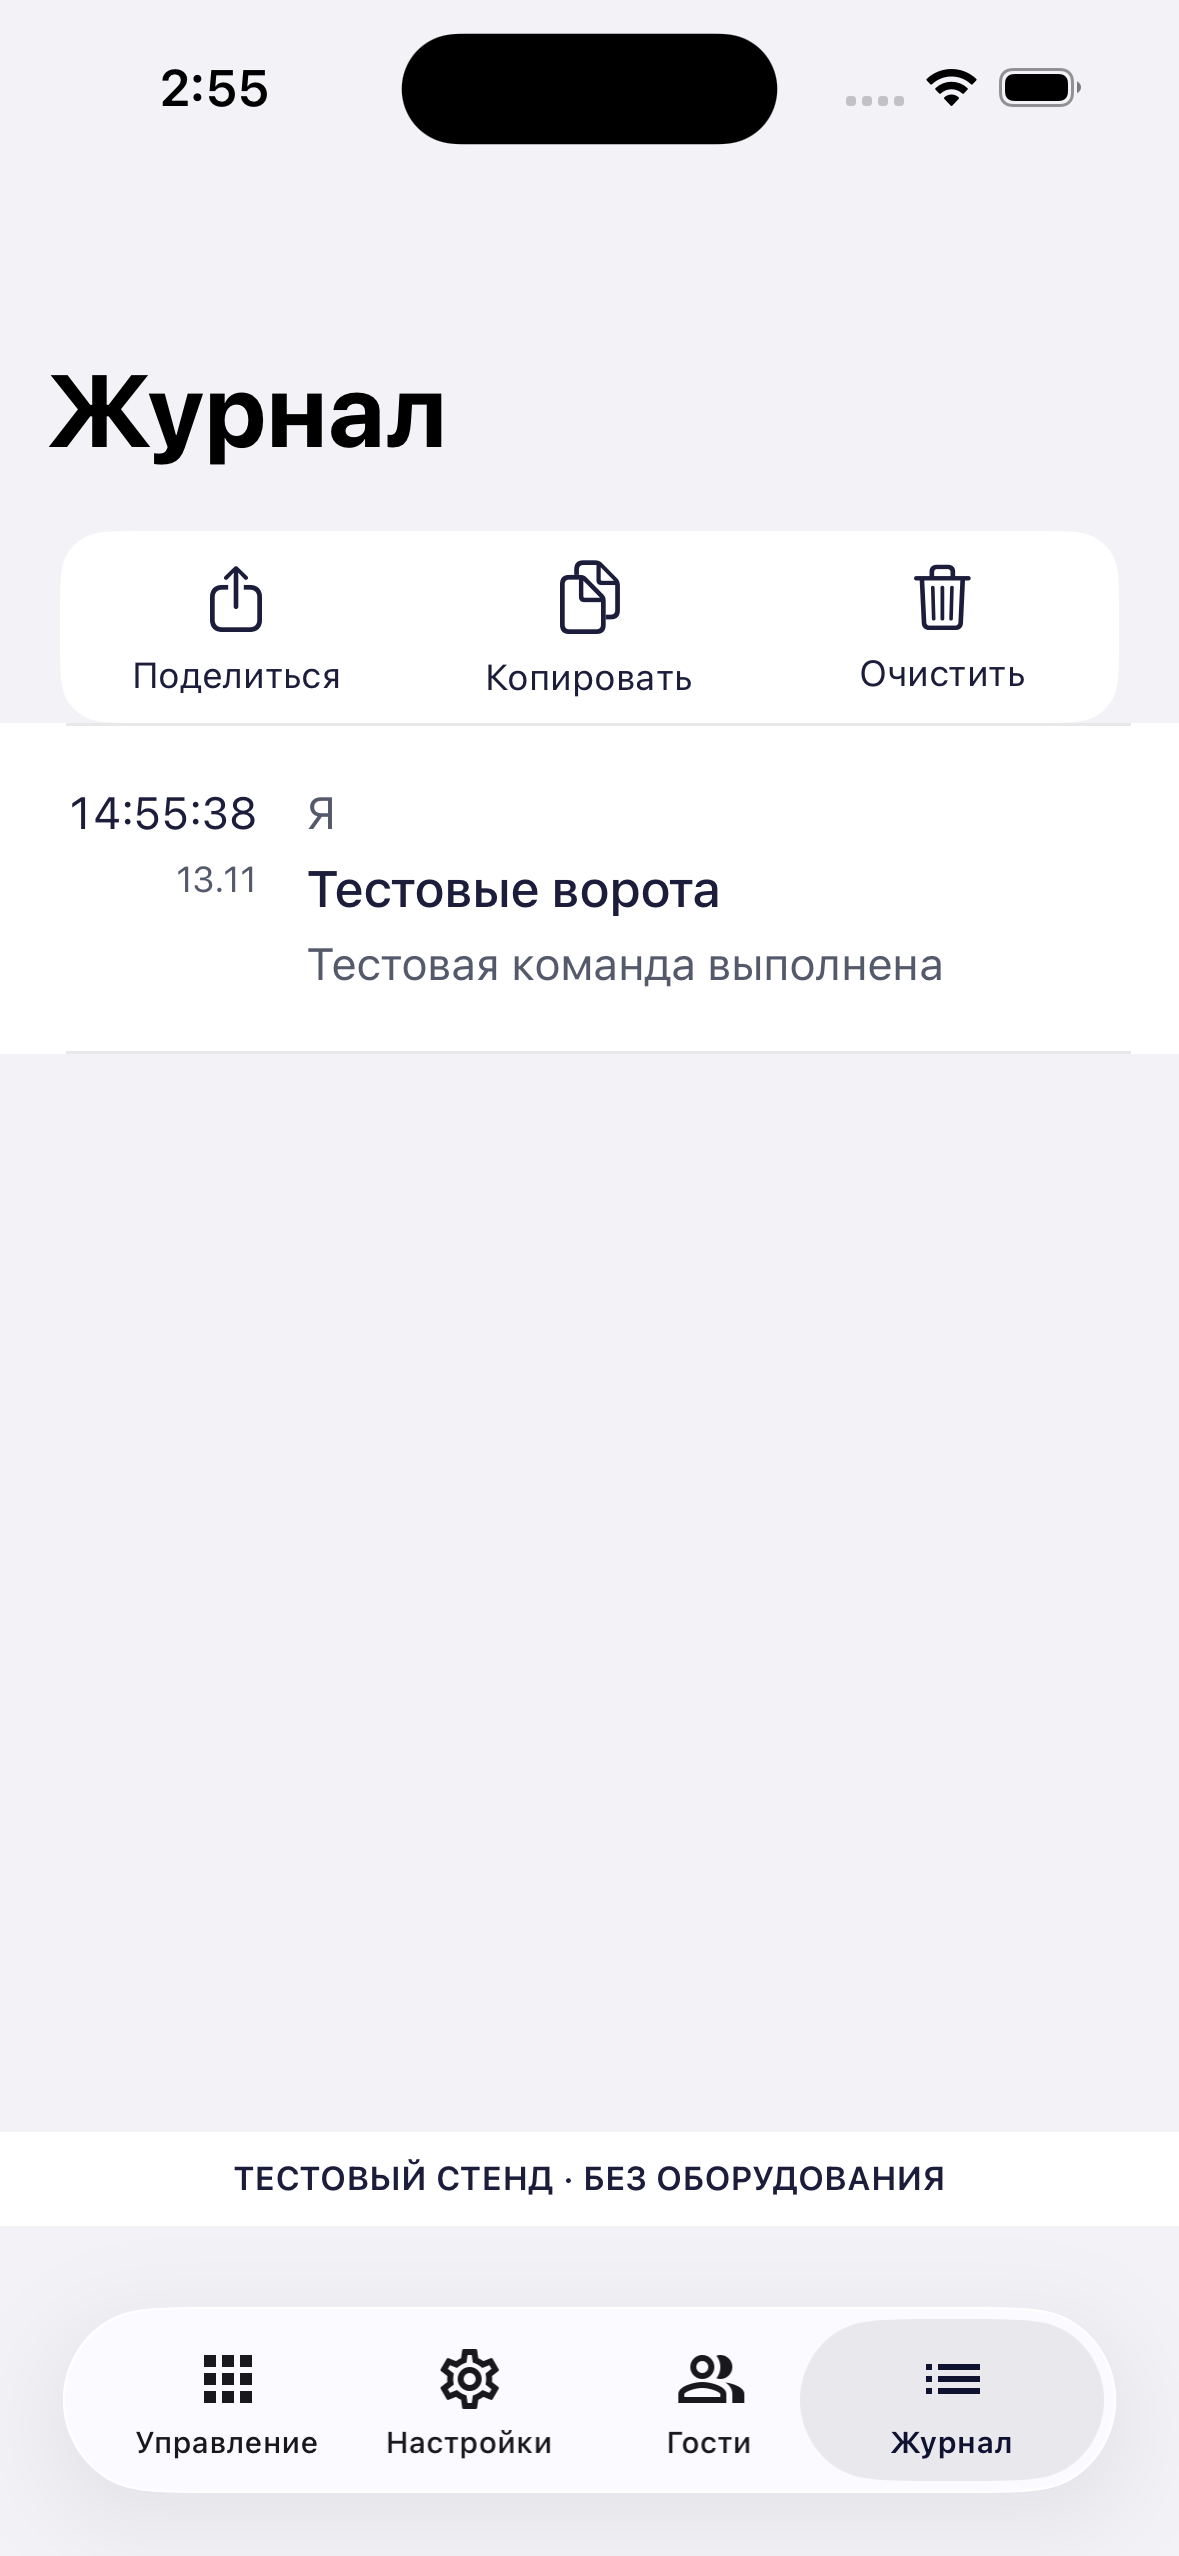 2:55
Журнал
Поделиться
Копировать
Очистить
14:55:38
Я
13.11
Тестовые ворота
Тестовая команда выполнена
ТЕСТОВЫЙ СТЕНД · БЕЗ ОБОРУДОВАНИЯ
Управление
Настройки
Гости
Журнал